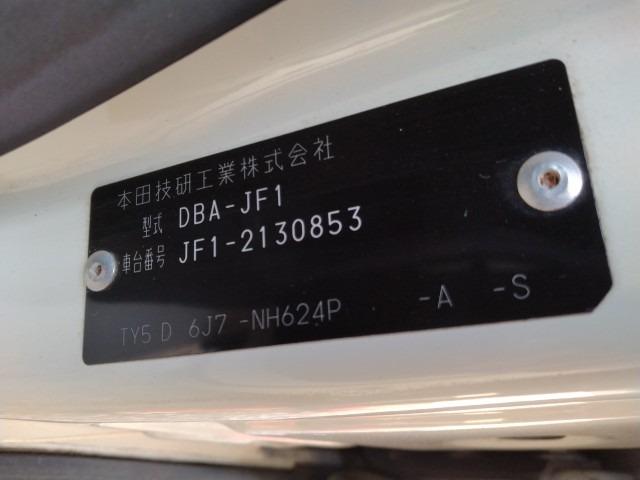 本田技研工業株式会社
型式 DBA-JF1
車台番号 JF1-2130853
TY5 D 6J7 -NH624P -A -S